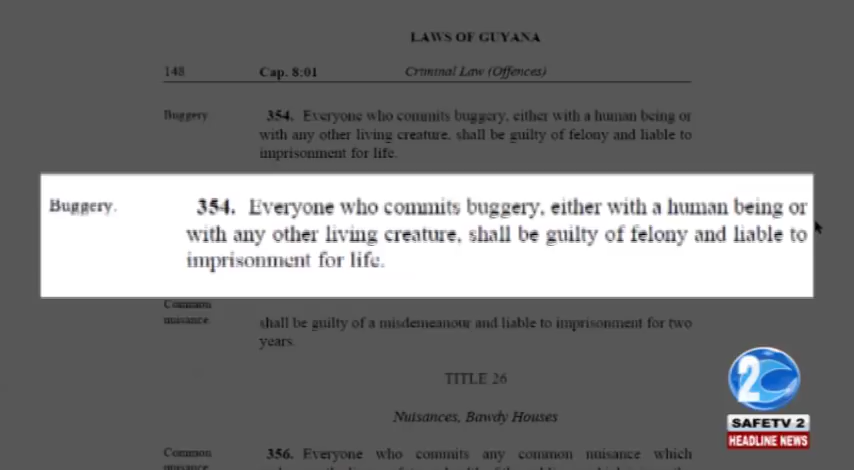 LAWS OF GUYANA
148 Cap. 8:01 Criminal Law (Offences)
Buggery. 354. Everyone who commits buggery, either with a human being or
with any other living creature, shall be guilty of felony and liable to
imprisonment for life.
Buggery. 354. Everyone who commits buggery, either with a human being or
with any other living creature, shall be guilty of felony and liable to
imprisonment for life.
Common
nuisance. shall be guilty of a misdemeanour and liable to imprisonment for two
years.
TITLE 26
Nuisances, Bawdy Houses
Common 356. Everyone who commits any common nuisance which
nuisance
2
SAFETV 2
HEADLINE NEWS